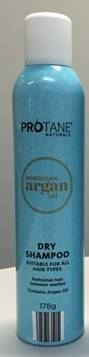 PROTANE®
NATURALS
MOROCCAN
argan
oil
DRY
SHAMPOO
SUITABLE FOR ALL
HAIR TYPES
Refreshes hair
between washes
Contains Argan Oil
178g